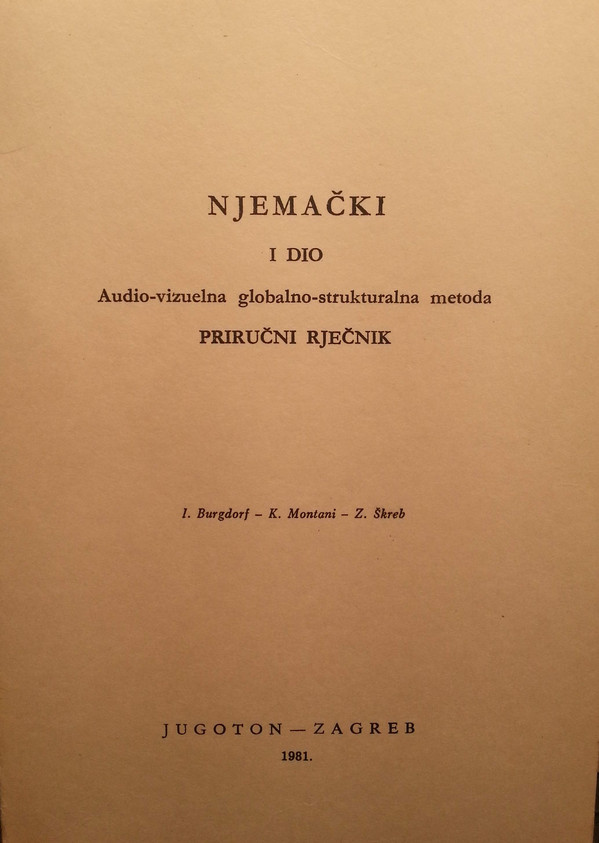 NJEMAČKI
I DIO
Audio-vizuelna globalno-strukturalna metoda
PRIRUČNI RJEČNIK
I. Burgdorf – K. Montani – Z. Škreb
JUGOTON — ZAGREB
1981.